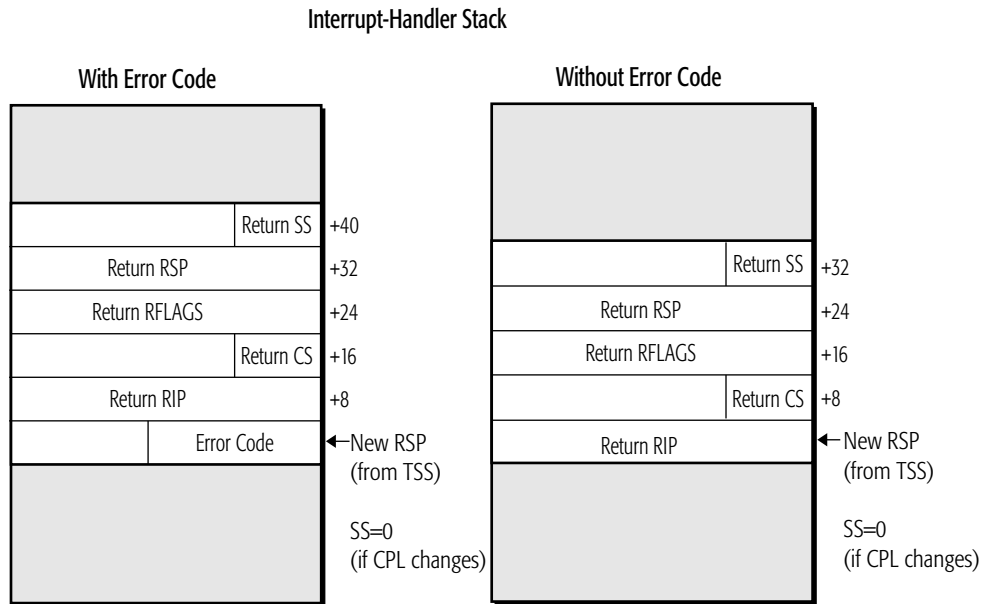 Interrupt-Handler Stack
With Error Code
Return SS +40
Return RSP +32
Return RFLAGS +24
Return CS +16
Return RIP +8
Error Code
New RSP
(from TSS)
SS=0
(if CPL changes)
Without Error Code
Return SS +32
Return RSP +24
Return RFLAGS +16
Return CS +8
Return RIP
New RSP
(from TSS)
SS=0
(if CPL changes)